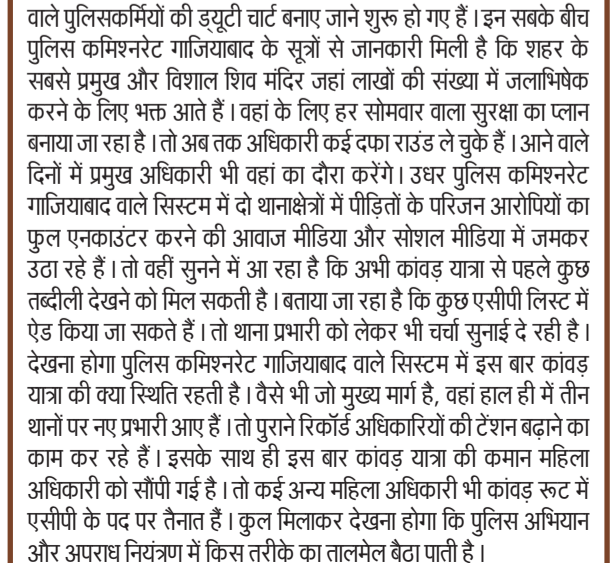 वाले पुलिसकर्मियों की ड्यूटी चार्ट बनाए जाने शुरू हो गए हैं । इन सबके बीच
पुलिस कमिश्नरेट गाजियाबाद के सूत्रों से जानकारी मिली है कि शहर के
सबसे प्रमुख और विशाल शिव मंदिर जहां लाखों की संख्या में जलाभिषेक
करने के लिए भक्त आते हैं । वहां के लिए हर सोमवार वाला सुरक्षा का प्लान
बनाया जा रहा है । तो अब तक अधिकारी कई दफा राउंड ले चुके हैं । आने वाले
दिनों में प्रमुख अधिकारी भी वहां का दौरा करेंगे । उधर पुलिस कमिश्नरेट
गाजियाबाद वाले सिस्टम में दो थानाक्षेत्रों में पीड़ितों के परिजन आरोपियों का
फुल एनकाउंटर करने की आवाज मीडिया और सोशल मीडिया में जमकर
उठा रहे हैं । तो वहीं सुनने में आ रहा है कि अभी कांवड़ यात्रा से पहले कुछ
तब्दीली देखने को मिल सकती है । बताया जा रहा है कि कुछ एसीपी लिस्ट में
ऐड किया जा सकते हैं । तो थाना प्रभारी को लेकर भी चर्चा सुनाई दे रही है ।
देखना होगा पुलिस कमिश्नरेट गाजियाबाद वाले सिस्टम में इस बार कांवड़
यात्रा की क्या स्थिति रहती है । वैसे भी जो मुख्य मार्ग है, वहां हाल ही में तीन
थानों पर नए प्रभारी आए हैं । तो पुराने रिकॉर्ड अधिकारियों की टेंशन बढ़ाने का
काम कर रहे हैं । इसके साथ ही इस बार कांवड़ यात्रा की कमान महिला
अधिकारी को सौंपी गई है । तो कई अन्य महिला अधिकारी भी कांवड़ रूट में
एसीपी के पद पर तैनात हैं । कुल मिलाकर देखना होगा कि पुलिस अभियान
और अपराध नियंत्रण में किस तरीके का तालमेल बैठा पाती है ।